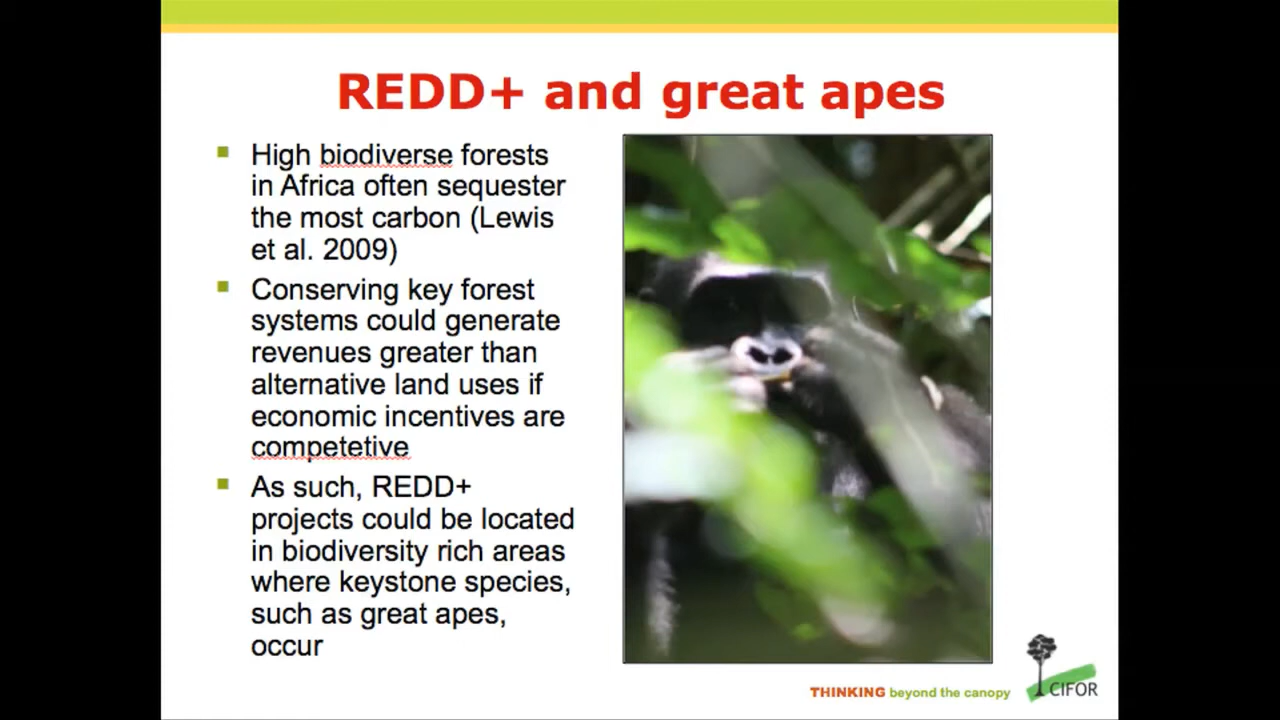 REDD+ and great apes
High biodiverse forests
in Africa often sequester
the most carbon (Lewis
et al. 2009)
Conserving key forest
systems could generate
revenues greater than
alternative land uses if
economic incentives are
competetive
As such, REDD+
projects could be located
in biodiversity rich areas
where keystone species,
such as great apes,
occur
THINKING beyond the canopy
CIFOR